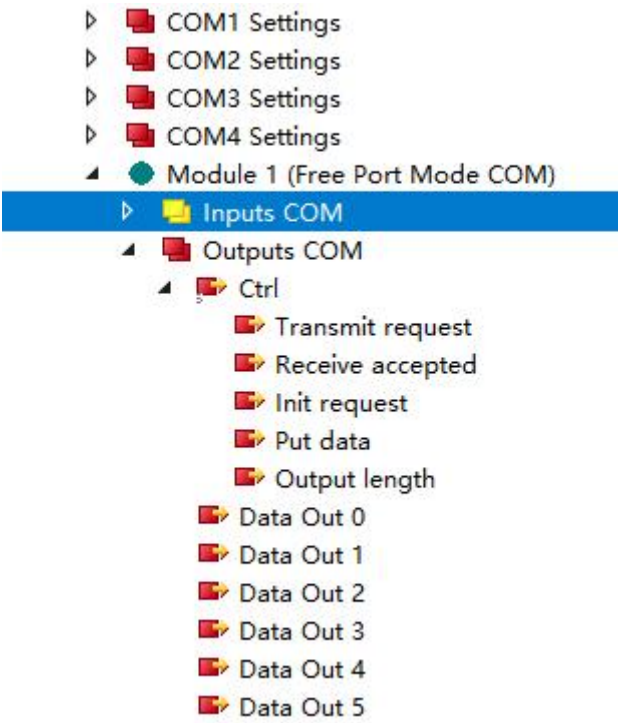 COM1 Settings
COM2 Settings
COM3 Settings
COM4 Settings
Module 1 (Free Port Mode COM)
Inputs COM
Outputs COM
Ctrl
Transmit request
Receive accepted
Init request
Put data
Output length
Data Out 0
Data Out 1
Data Out 2
Data Out 3
Data Out 4
Data Out 5